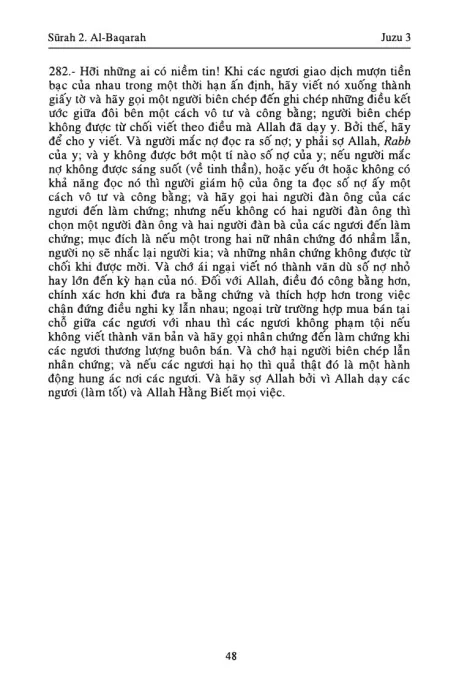 Sūrah 2. Al-Baqarah Juzu 3
282.- Hỡi những ai có niềm tin! Khi các ngươi giao dịch mượn tiền
bạc của nhau trong một thời hạn ấn định, hãy viết nó xuống thành
giấy tờ và hãy gọi một người biên chép đến ghi chép những điều kết
ước giữa đôi bên một cách vô tư và công bằng; người biên chép
không được từ chối viết theo điều mà Allah đã dạy y. Bởi thế, hãy
để cho y viết. Và người mắc nợ đọc ra số nợ; y phải sợ Allah, Rabb
của y; và y không được bớt một tí nào số nợ của y; nếu người mắc
nợ không được sáng suốt (về tinh thần), hoặc yếu ớt hoặc không có
khả năng đọc nó thì người giám hộ của ông ta đọc số nợ ấy một
cách vô tư và công bằng; và hãy gọi hai người đàn ông của các
ngươi đến làm chứng; nhưng nếu không có hai người đàn ông thì
chọn một người đàn ông và hai người đàn bà của các ngươi đến làm
chứng; mục đích là nếu một trong hai nữ nhân chứng đó nhầm lẫn,
người nọ sẽ nhắc lại người kia; và những nhân chứng không được từ
chối khi được mời. Và chớ ái ngại viết nó thành văn dù số nợ nhỏ
hay lớn đến kỳ hạn của nó. Đối với Allah, điều đó công bằng hơn,
chính xác hơn khi đưa ra bằng chứng và thích hợp hơn trong việc
chận đứng điều nghi kỵ lẫn nhau; ngoại trừ trường hợp mua bán tại
chỗ giữa các ngươi với nhau thì các ngươi không phạm tội nếu
không viết thành văn bản và hãy gọi nhân chứng đến làm chứng khi
các ngươi thương lượng buôn bán. Và chớ hại người biên chép lẫn
nhân chứng; và nếu các ngươi hại họ thì quả thật đó là một hành
động hung ác nơi các ngươi. Và hãy sợ Allah bởi vì Allah dạy các
ngươi (làm tốt) và Allah Hằng Biết mọi việc.
48